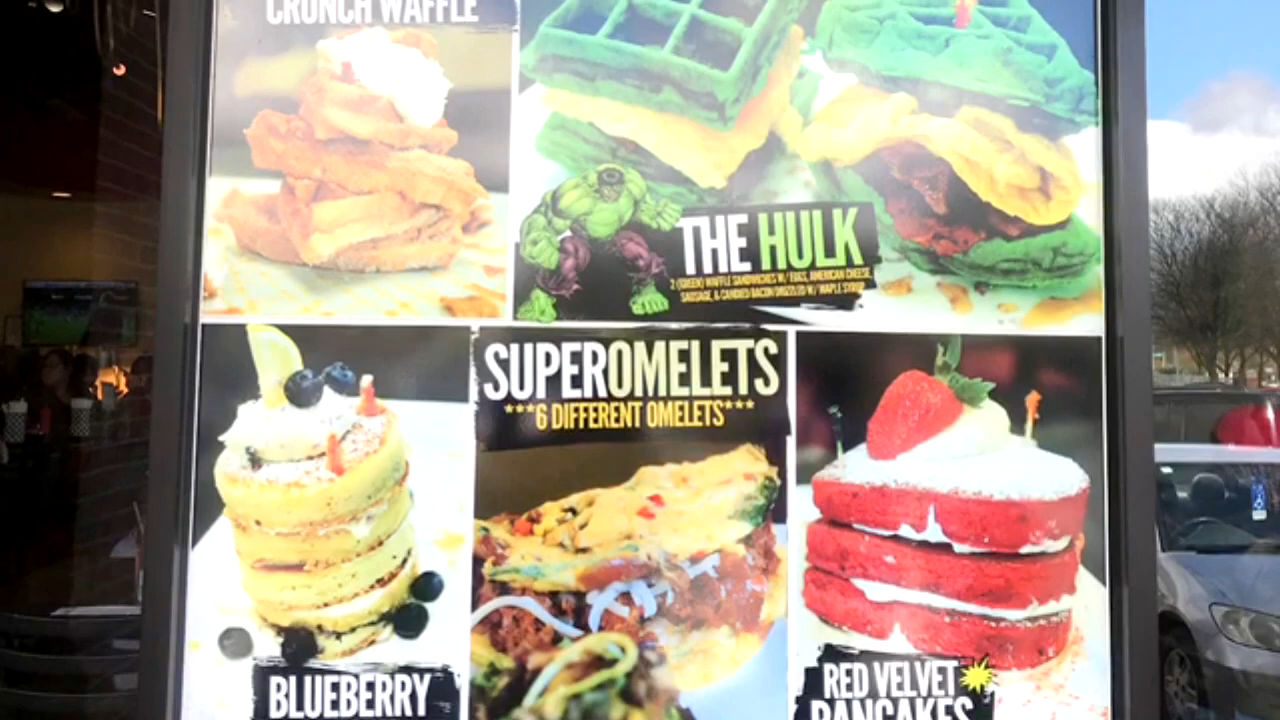 CRUNCH WAFFLE
THE HULK
2 (GREEN) WAFFLE SANDWICHES W/ EGGS, AMERICAN CHEESE,
SAUSAGE, & CANDIED BACON DRIZZLED W/ MAPLE SYRUP
SUPEROMELETS
***6 DIFFERENT OMELETS***
BLUEBERRY
RED VELVET
PANCAKES